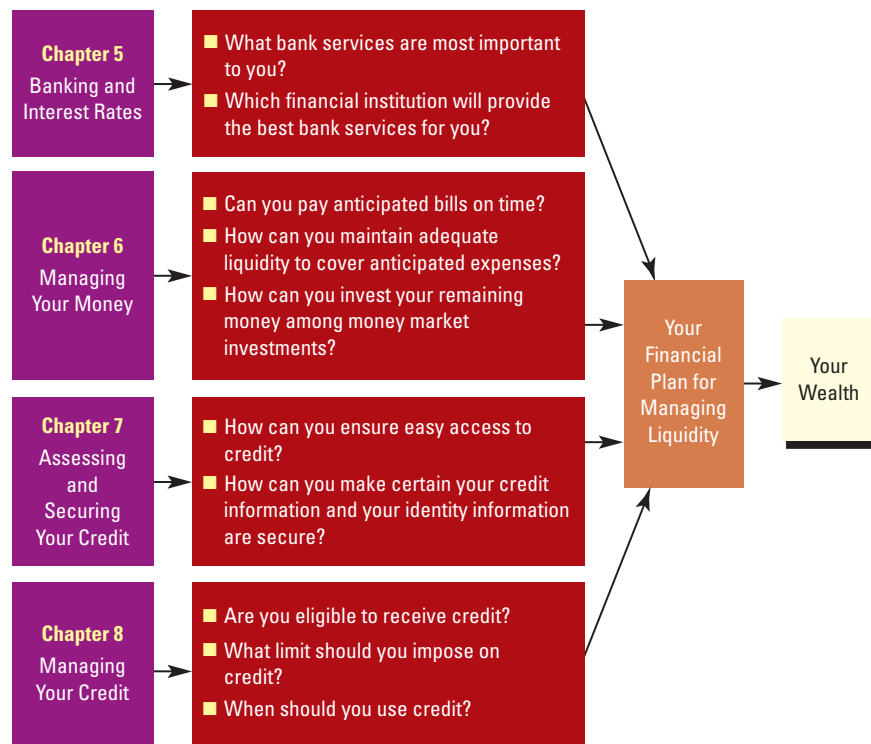 Chapter 5
Banking and
Interest Rates
■ What bank services are most important
to you?
■ Which financial institution will provide
the best bank services for you?
Chapter 6
Managing
Your Money
■ Can you pay anticipated bills on time?
■ How can you maintain adequate
liquidity to cover anticipated expenses?
■ How can you invest your remaining
money among money market
investments?
Chapter 7
Assessing
and
Securing
Your Credit
■ How can you ensure easy access to
credit?
■ How can you make certain your credit
information and your identity information
are secure?
Chapter 8
Managing
Your Credit
■ Are you eligible to receive credit?
■ What limit should you impose on
credit?
■ When should you use credit?
Your
Financial
Plan for
Managing
Liquidity
Your
Wealth